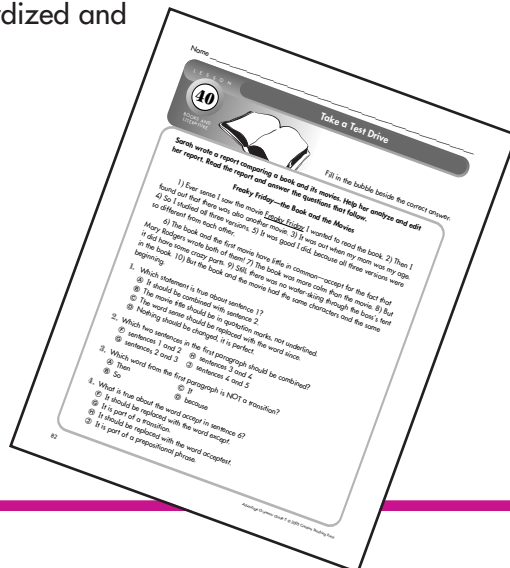 dized and
Name
LESSON
40
BOOKS AND
LITERATURE
Take a Test Drive
Fill in the bubble beside the correct answer.
Sarah wrote a report comparing a book and its movies. Help her analyze and edit
her report. Read the report and answer the questions that follow.
Freaky Friday—the Book and the Movies
1) Ever sense I saw the movie Freaky Friday I wanted to read the book. 2) Then I
found out that there was also another movie. 3) It was out when my mom was my age.
4) So I studied all three versions. 5) It was good I did, because all three versions were
so different from each other.
6) The book and the first movie have little in common—accept for the fact that
Mary Rodgers wrote both of them! 7) The book was more calm than the movie. 8) But
it did have some crazy parts. 9) Still, there was no water-skiing through the boss's tent
in the book. 10) But the book and the movie had the same characters and the same
beginning.
1. Which statement is true about sentence 1?
A It should be combined with sentence 2.
B The movie title should be in quotation marks, not underlined.
C The word sense should be replaced with the word since.
D Nothing should be changed, it is perfect.
2. Which two sentences in the first paragraph should be combined?
F sentences 1 and 2 H sentences 3 and 4
G sentences 2 and 3 J sentences 4 and 5
3. Which word from the first paragraph is NOT a transition?
A Then C It
B So D because
4. What is true about the word accept in sentence 6?
F It should be replaced with the word except.
G It is part of a transition.
H It should be replaced with the word acceptest.
J It is part of a prepositional phrase.
82